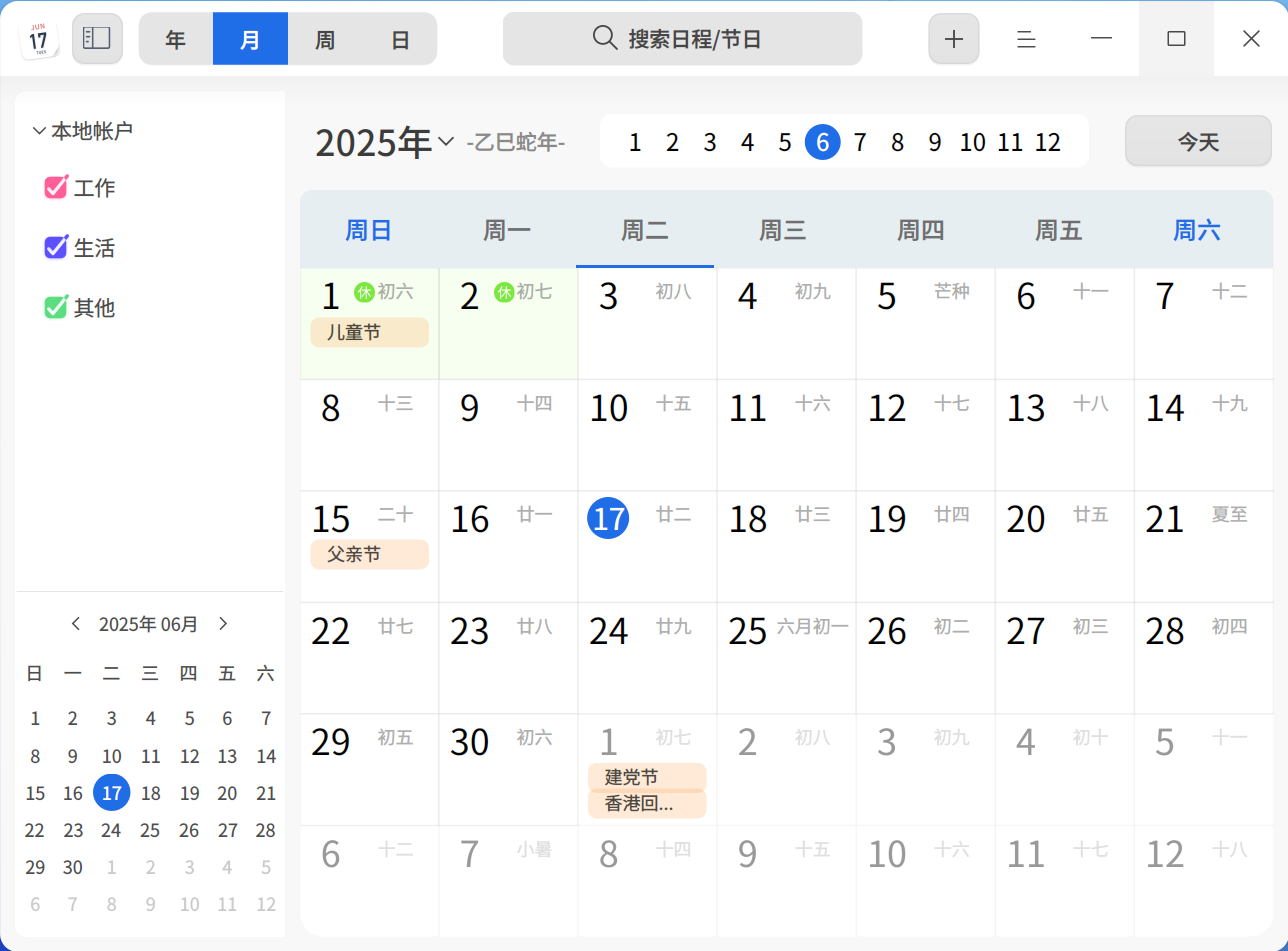 JUN
17
TUES
年 月 周 日
搜索日程/节日
本地帐户
工作
生活
其他
2025年 -乙巳蛇年-
1 2 3 4 5 6 7 8 9 10 11 12
今天
周日 周一 周二 周三 周四 周五 周六
1 休 初六 2 休 初七 3 初八 4 初九 5 芒种 6 十一 7 十二
儿童节
8 十三 9 十四 10 十五 11 十六 12 十七 13 十八 14 十九
15 二十 16 廿一 17 廿二 18 廿三 19 廿四 20 廿五 21 夏至
父亲节
22 廿七 23 廿八 24 廿九 25 六月初一 26 初二 27 初三 28 初四
29 初五 30 初六 1 初七 2 初八 3 初九 4 初十 5 十一
建党节
香港回...
6 十二 7 小暑 8 十四 9 十五 10 十六 11 十七 12 十八
2025年 06月
日 一 二 三 四 五 六
1 2 3 4 5 6 7
8 9 10 11 12 13 14
15 16 17 18 19 20 21
22 23 24 25 26 27 28
29 30 1 2 3 4 5
6 7 8 9 10 11 12